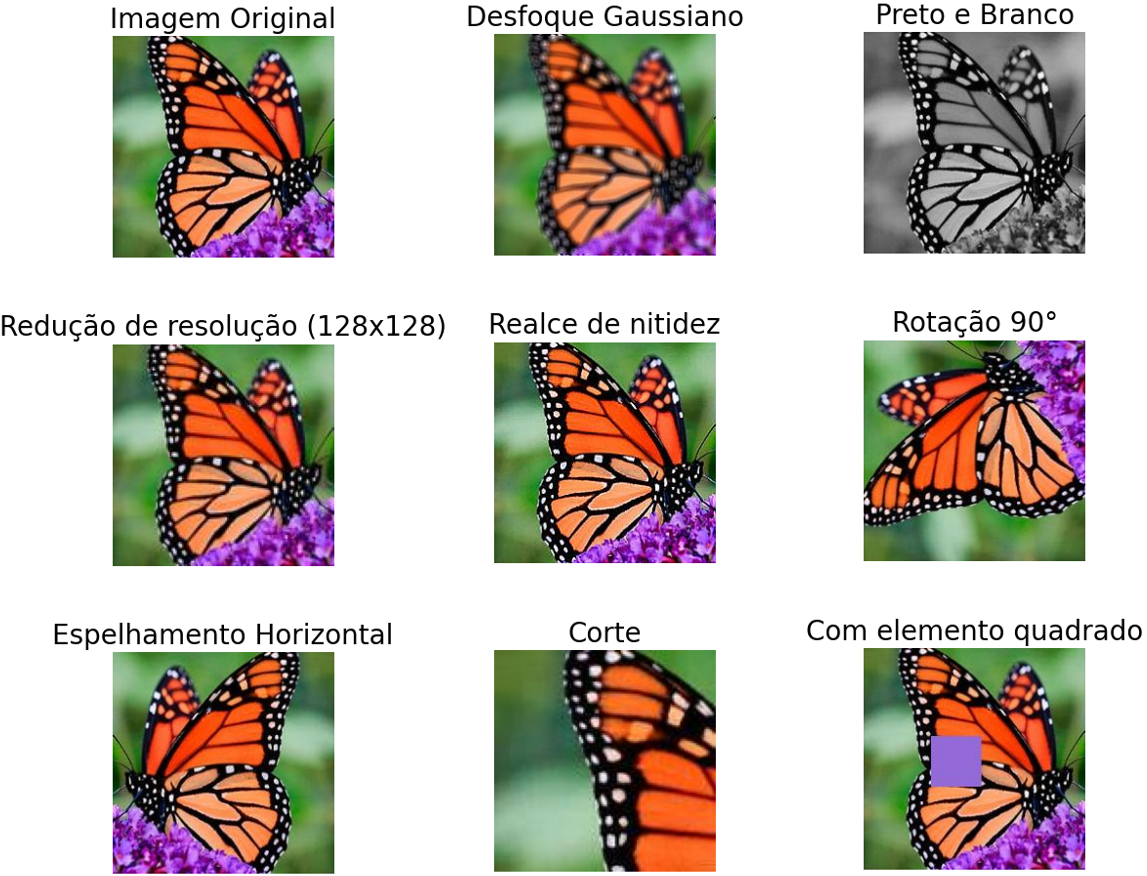 Imagem Original
Desfoque Gaussiano
Preto e Branco
Redução de resolução (128x128)
Realce de nitidez
Rotação 90°
Espelhamento Horizontal
Corte
Com elemento quadrado